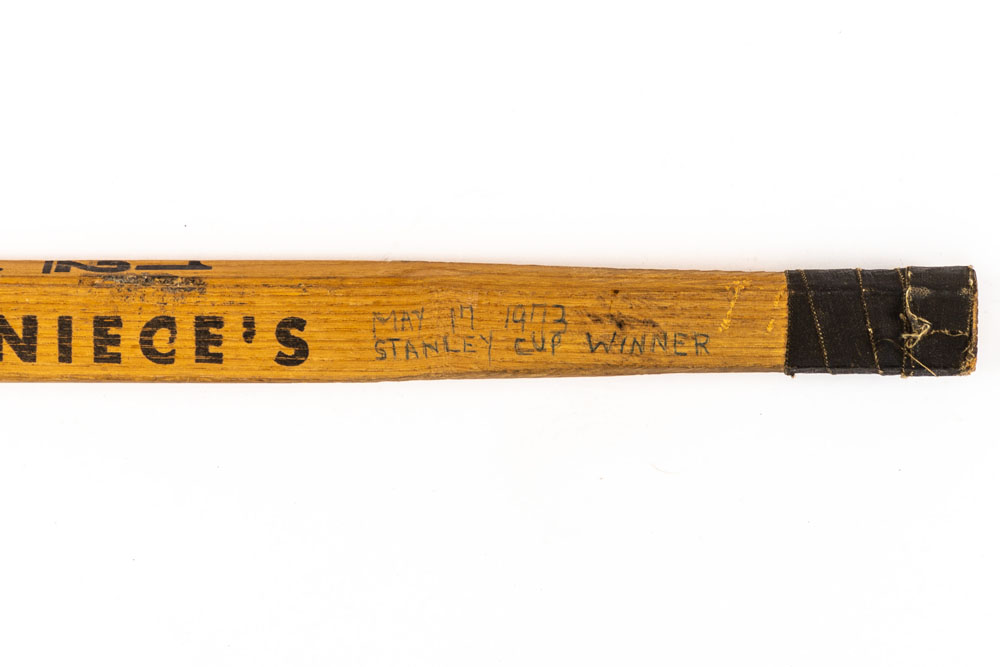 NIECE'S
MAY 17 1973
STANLEY CUP WINNER